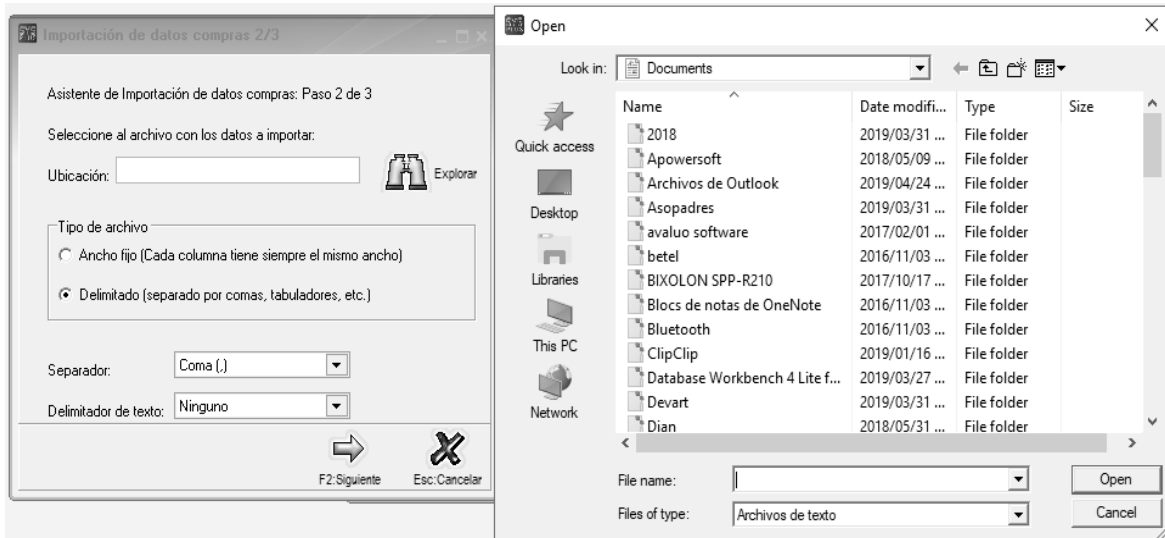 Importación de datos compras 2/3
Asistente de Importación de datos compras: Paso 2 de 3
Seleccione al archivo con los datos a importar:
Ubicación:
Explorar
Tipo de archivo
Ancho fijo (Cada columna tiene siempre el mismo ancho)
Delimitado (separado por comas, tabuladores, etc.)
Separador: Coma (,)
Delimitador de texto: Ninguno
F2:Siguiente Esc:Cancelar
Open
Look in: Documents
Quick access
Desktop
Libraries
This PC
Network
Name Date modifi... Type Size
2018 2019/03/31 ... File folder
Apowersoft 2018/05/09 ... File folder
Archivos de Outlook 2019/04/24 ... File folder
Asopadres 2019/03/31 ... File folder
avaluo software 2017/02/01 ... File folder
betel 2016/11/03 ... File folder
BIXOLON SPP-R210 2017/10/17 ... File folder
Blocs de notas de OneNote 2016/11/03 ... File folder
Bluetooth 2016/11/03 ... File folder
ClipClip 2019/01/16 ... File folder
Database Workbench 4 Lite f... 2019/03/27 ... File folder
Devart 2019/03/31 ... File folder
Dian 2018/05/31 ... File folder
File name:
Open
Files of type: Archivos de texto
Cancel